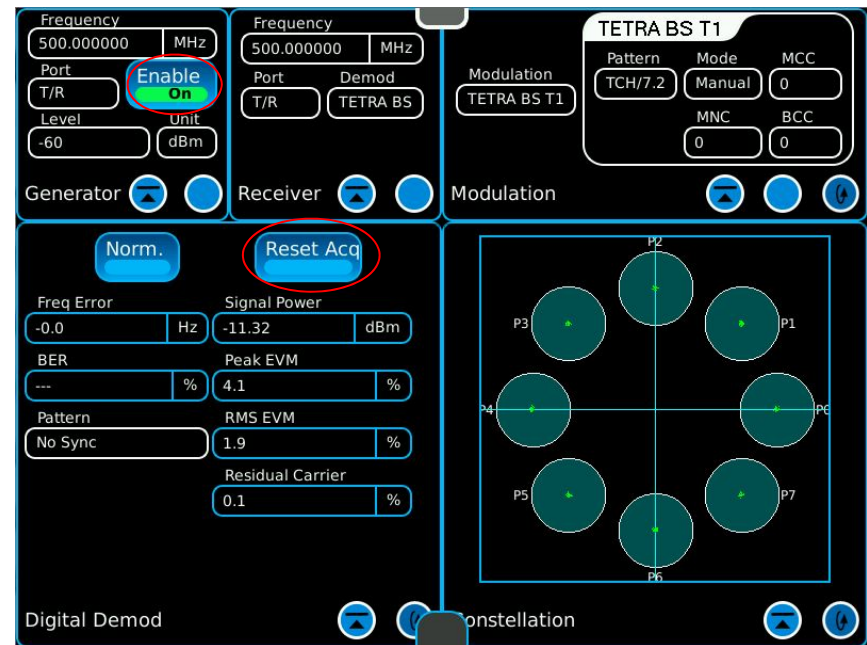 Frequency
500.000000 MHz
Port
T/R
Enable
On
Level Unit
-60 dBm
Generator
Frequency
500.000000 MHz
Port Demod
T/R TETRA BS
Receiver
Modulation
TETRA BS T1
TETRA BS T1
Pattern Mode MCC
TCH/7.2 Manual 0
MNC BCC
0 0
Modulation
Norm. Reset Acq
Freq Error Signal Power
-0.0 Hz -11.32 dBm
BER Peak EVM
--- % 4.1 %
Pattern RMS EVM
No Sync 1.9 %
Residual Carrier
0.1 %
Digital Demod
P2
P3 P1
P4
P5 P7
P6
onstellation